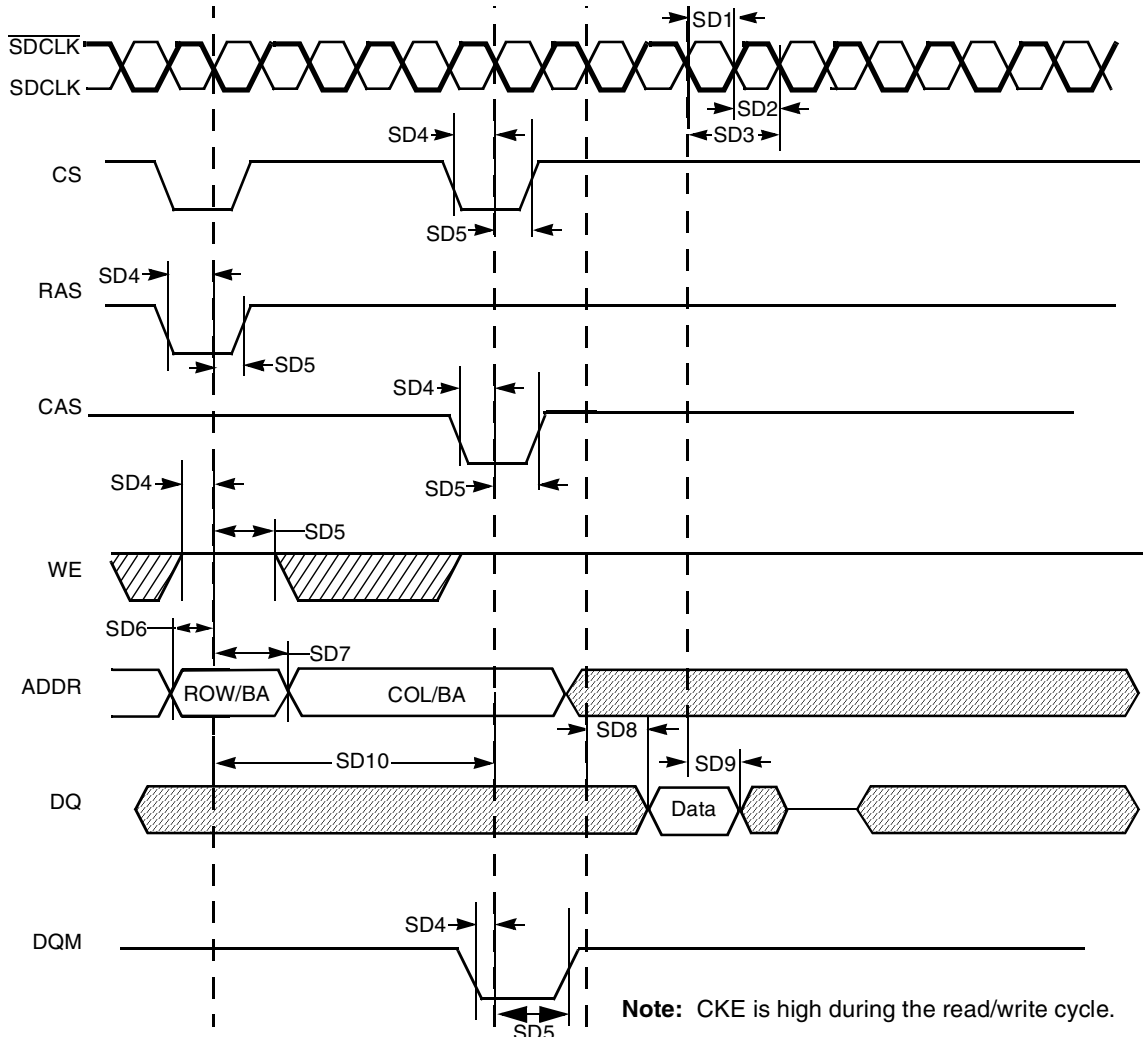 SD1
SDCLK
SDCLK
SD2
SD4
SD3
CS
SD5
SD4
RAS
SD5
SD4
CAS
SD4
SD5
SD5
WE
SD6
SD7
ADDR
ROW/BA
COL/BA
SD8
SD10
SD9
DQ
Data
SD4
DQM
Note: CKE is high during the read/write cycle.
SD5